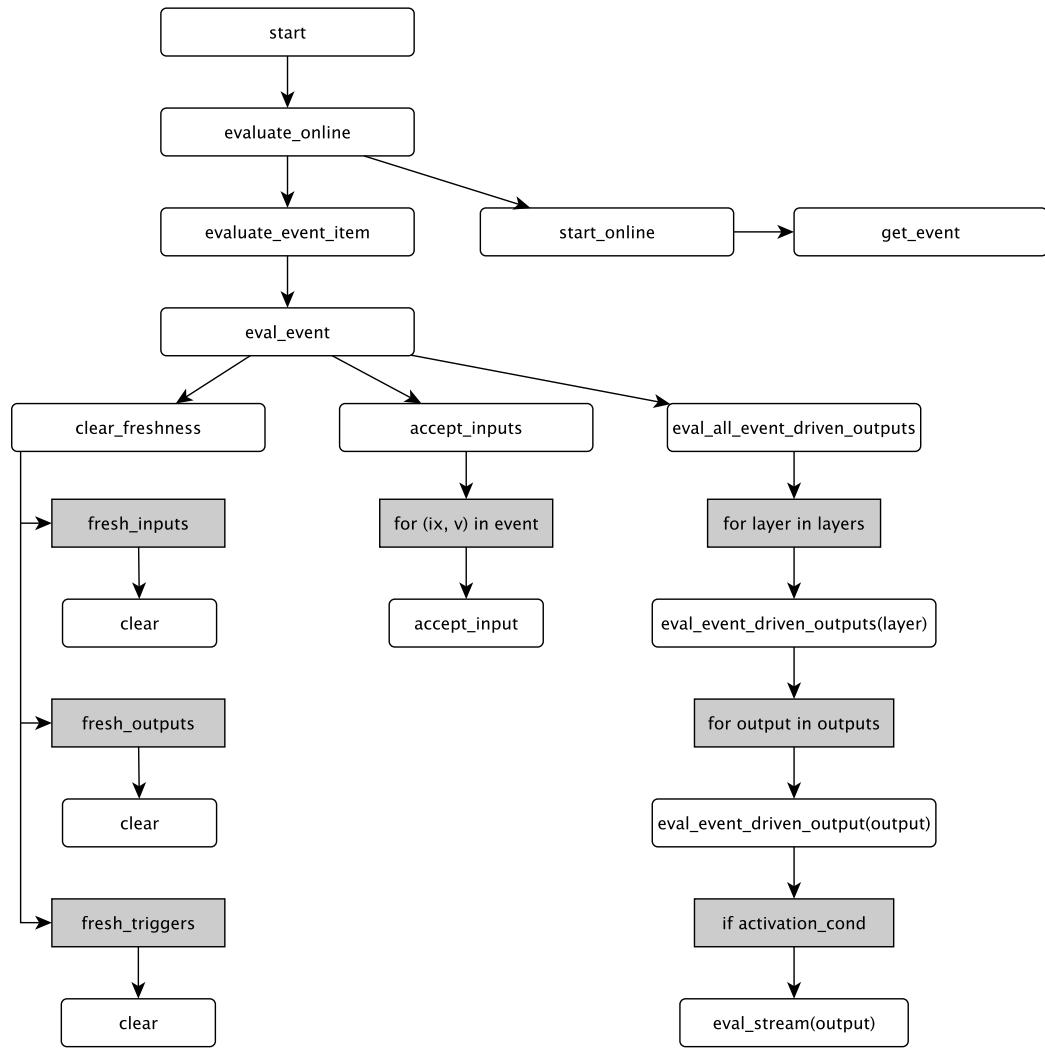 start
evaluate_online
evaluate_event_item
start_online
get_event
eval_event
clear_freshness
accept_inputs
eval_all_event_driven_outputs
fresh_inputs
for (ix, v) in event
for layer in layers
clear
accept_input
eval_event_driven_outputs(layer)
fresh_outputs
for output in outputs
clear
eval_event_driven_output(output)
fresh_triggers
if activation_cond
clear
eval_stream(output)